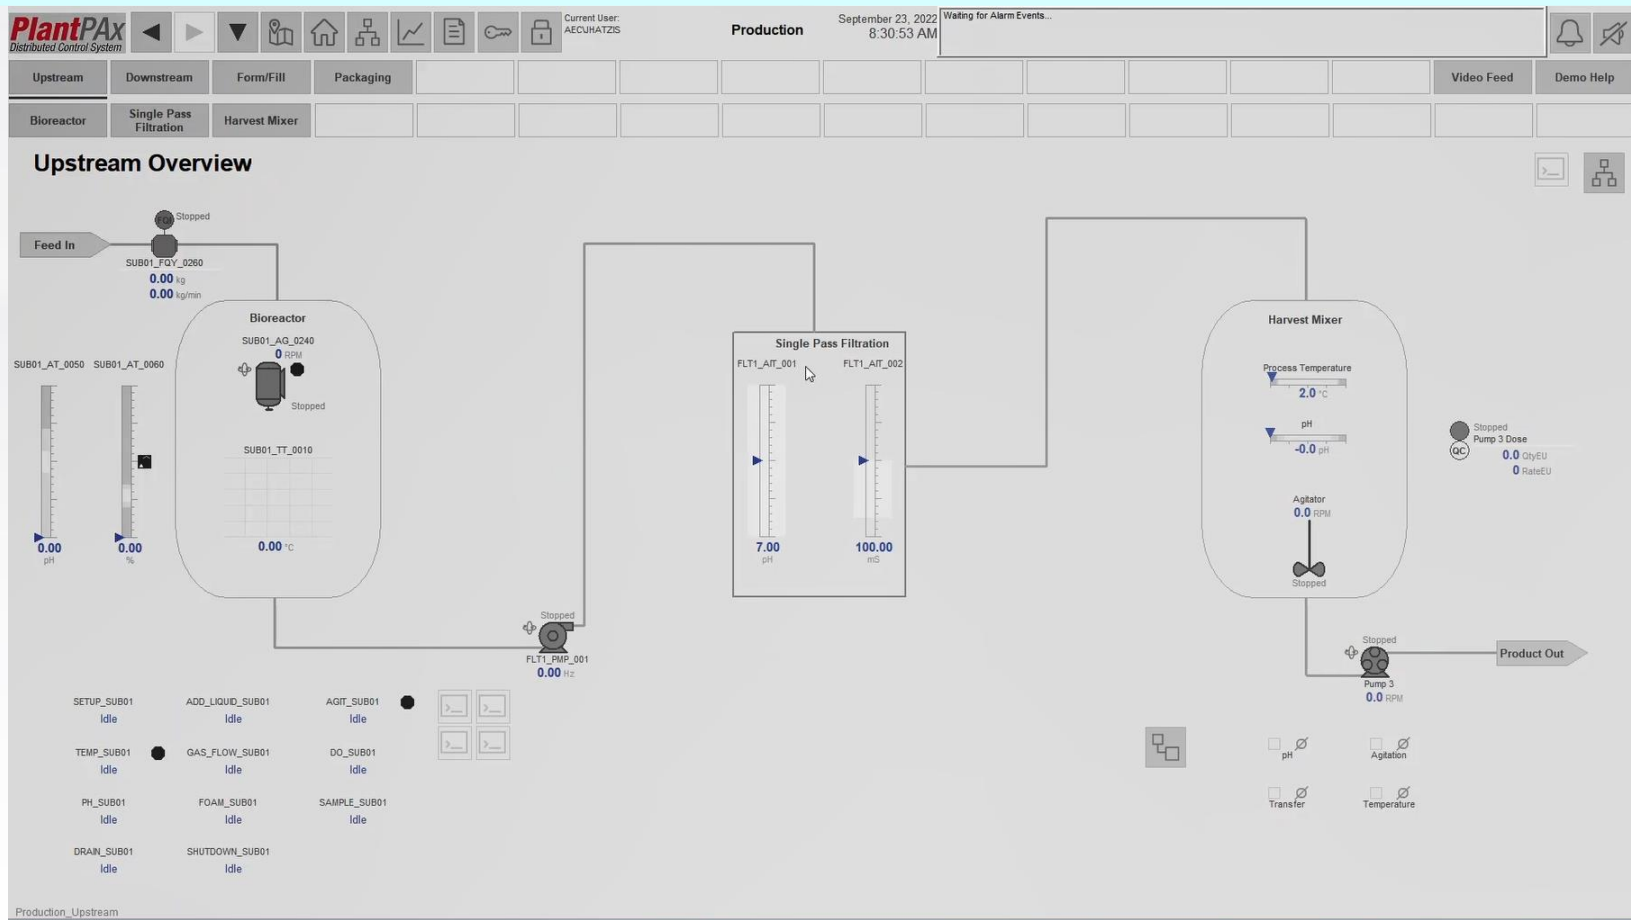 PlantPAx
Distributed Control System
Current User:
AECUHATZIS
Production
September 23, 2022
8:30:53 AM
Waiting for Alarm Events...
Upstream
Downstream
Form/Fill
Packaging
Video Feed
Demo Help
Bioreactor
Single Pass
Filtration
Harvest Mixer
Upstream Overview
Feed In
FQI
Stopped
SUB01_FQY_0260
0.00 kg
0.00 kg/min
SUB01_AT_0050
0.00
pH
SUB01_AT_0060
0.00
%
Bioreactor
SUB01_AG_0240
0 RPM
Stopped
SUB01_TT_0010
0.00 °C
Stopped
FLT1_PMP_001
0.00 Hz
Single Pass Filtration
FLT1_AIT_001
FLT1_AIT_002
7.00
pH
100.00
mS
Harvest Mixer
Process Temperature
2.0 °C
pH
-0.0 pH
Agitator
0.0 RPM
Stopped
Stopped
Pump 3 Dose
QC
0.0 QtyEU
0 RateEU
Stopped
Pump 3
0.0 RPM
Product Out
SETUP_SUB01
Idle
ADD_LIQUID_SUB01
Idle
AGIT_SUB01
Idle
TEMP_SUB01
Idle
GAS_FLOW_SUB01
Idle
DO_SUB01
Idle
PH_SUB01
Idle
FOAM_SUB01
Idle
SAMPLE_SUB01
Idle
DRAIN_SUB01
Idle
SHUTDOWN_SUB01
Idle
pH
Agitation
Transfer
Temperature
Production_Upstream